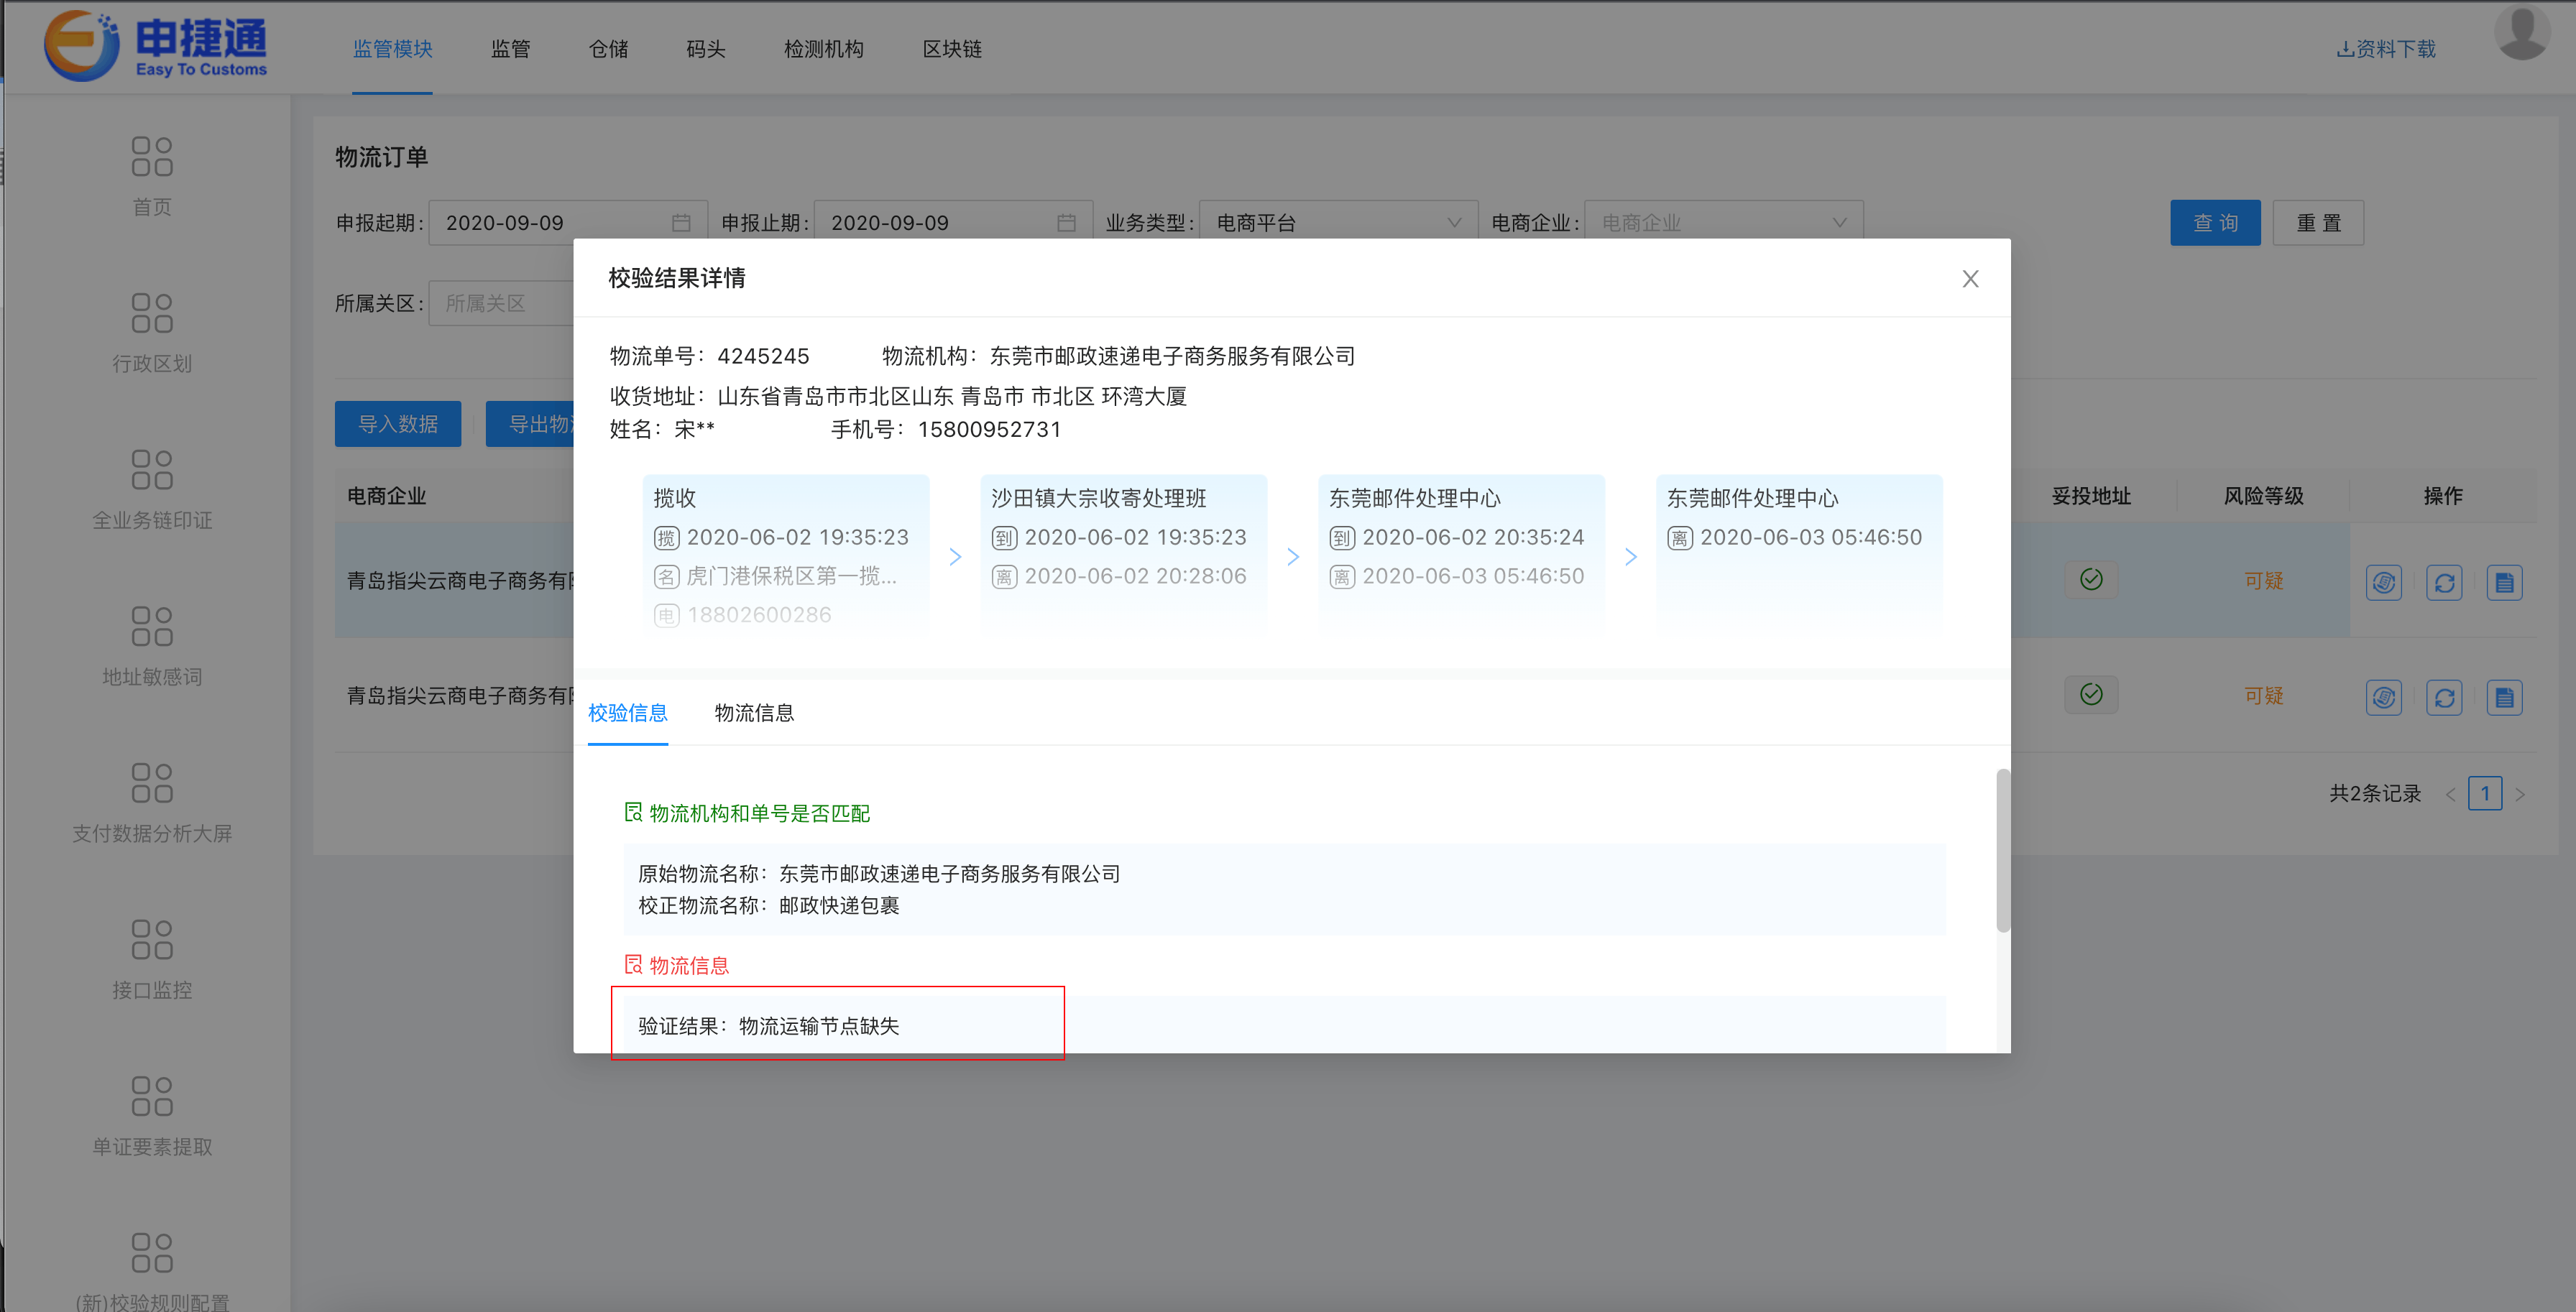 申捷通
Easy To Customs
监管模块 监管 仓储 码头 检测机构 区块链 资料下载
首页
行政区划
全业务链印证
地址敏感词
支付数据分析大屏
接口监控
单证要素提取
(新)校验规则配置
物流订单
申报起期: 2020-09-09 申报止期: 2020-09-09 业务类型: 电商平台 电商企业: 电商企业 查 询 重 置
所属关区: 所属关区
导入数据 导出物
电商企业 妥投地址 风险等级 操作
青岛指尖云商电子商务有 可疑
青岛指尖云商电子商务有 可疑
共2条记录 < 1 >
校验结果详情
物流单号：4245245 物流机构：东莞市邮政速递电子商务服务有限公司
收货地址：山东省青岛市市北区山东 青岛市 市北区 环湾大厦
姓名：宋** 手机号：15800952731
揽收
揽 2020-06-02 19:35:23
名 虎门港保税区第一揽...
电 18802600286
沙田镇大宗收寄处理班
到 2020-06-02 19:35:23
离 2020-06-02 20:28:06
东莞邮件处理中心
到 2020-06-02 20:35:24
离 2020-06-03 05:46:50
东莞邮件处理中心
离 2020-06-03 05:46:50
校验信息 物流信息
物流机构和单号是否匹配
原始物流名称：东莞市邮政速递电子商务服务有限公司
校正物流名称：邮政快递包裹
物流信息
验证结果：物流运输节点缺失